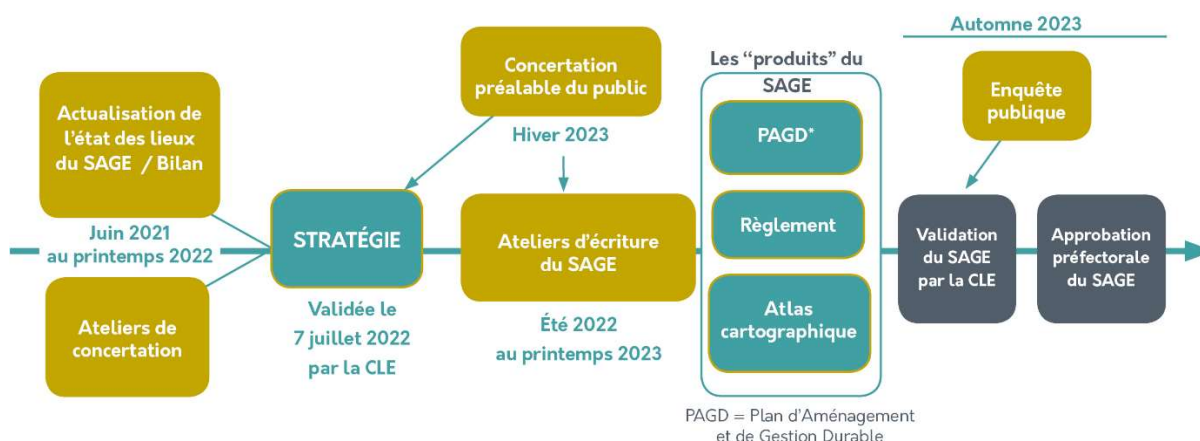 Actualisation de
l'état des lieux
du SAGE / Bilan
Juin 2021
au printemps 2022
Ateliers de
concertation
STRATÉGIE
Validée le
7 juillet 2022
par la CLE
Concertation
préalable du public
Hiver 2023
Ateliers d'écriture
du SAGE
Été 2022
au printemps 2023
Les "produits" du
SAGE
PAGD*
Règlement
Atlas
cartographique
PAGD = Plan d'Aménagement
et de Gestion Durable
Automne 2023
Enquête
publique
Validation
du SAGE
par la CLE
Approbation
préfectorale
du SAGE